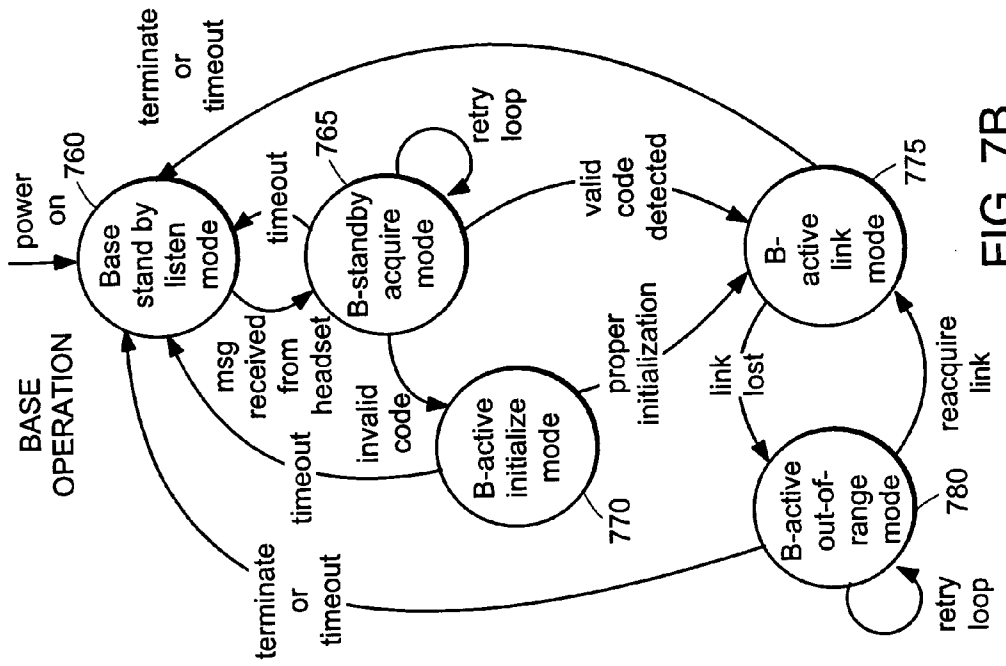 BASE
OPERATION
power
on
760
Base
stand by
listen
mode
terminate
or
timeout
timeout
msg
received
from
headset
765
B-standby
acquire
mode
retry
loop
timeout
invalid
code
valid
code
detected
terminate
or
timeout
B-active
initialize
mode
770
proper
initialization
B-
active
link
mode
775
link
lost
reacquire
link
B-active
out-of-
range
mode
780
retry
loop
FIG. 7B